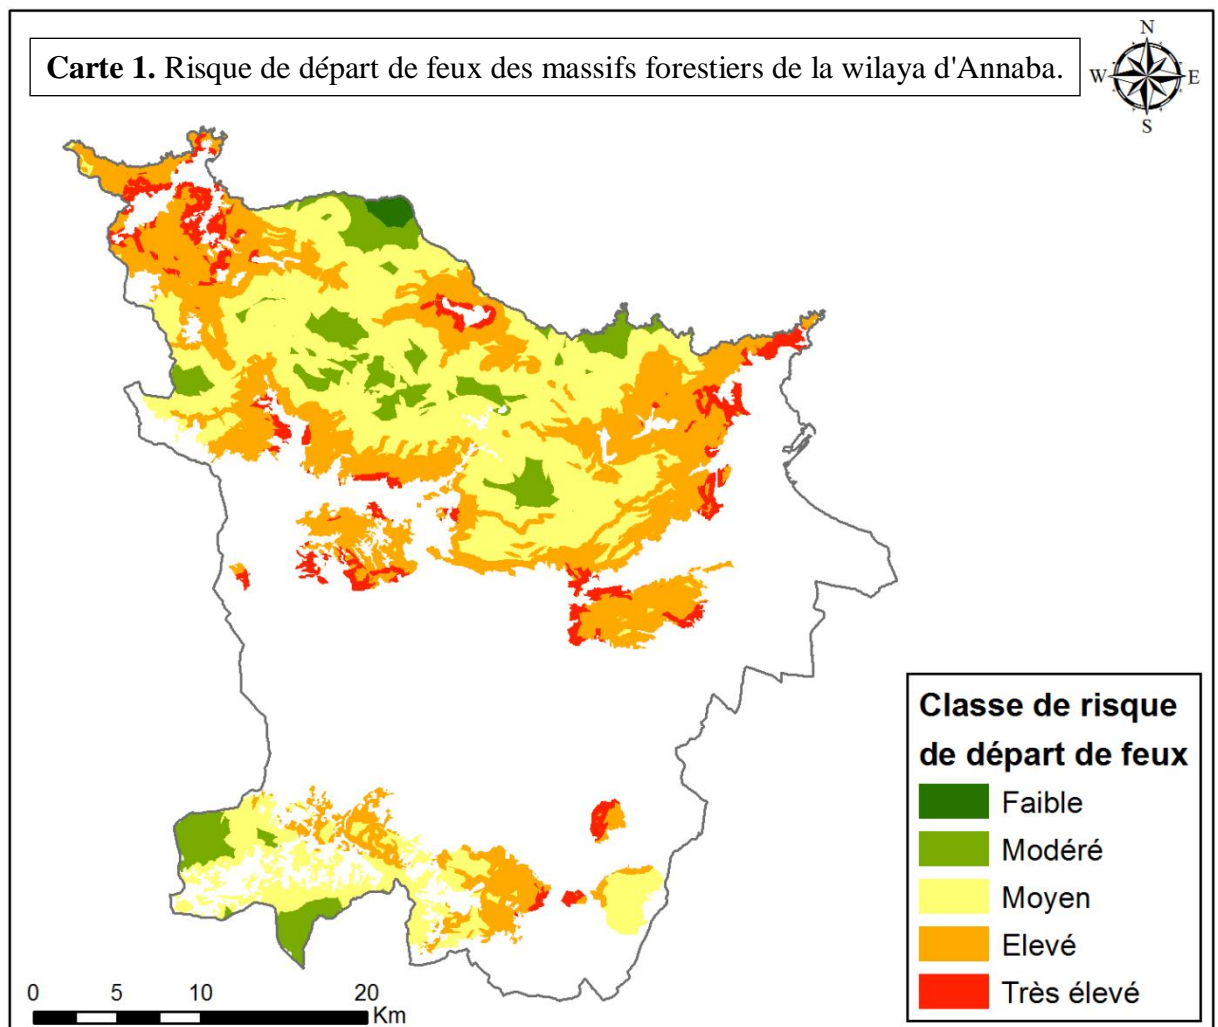 Carte 1. Risque de départ de feux des massifs forestiers de la wilaya d'Annaba.
N
W E
S
Classe de risque
de départ de feux
Faible
Modéré
Moyen
Elevé
Très élevé
0 5 10 20
Km